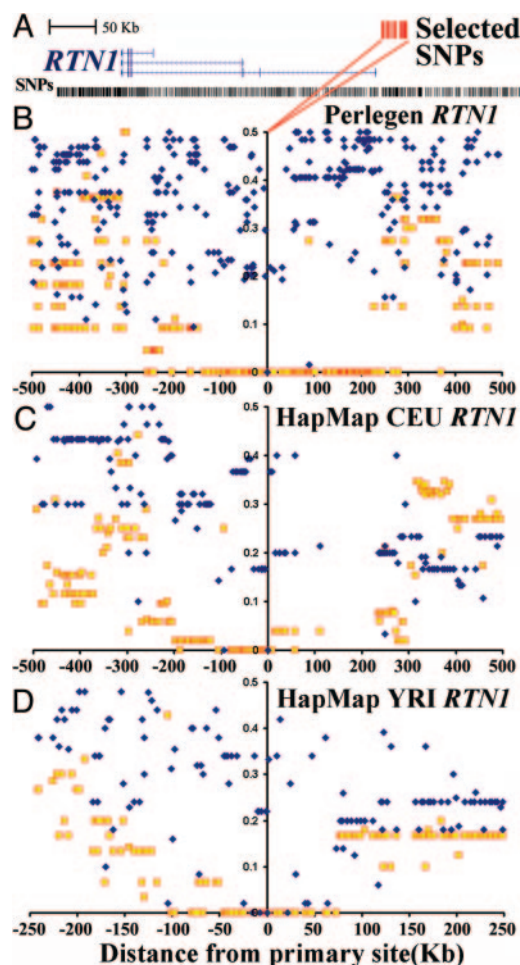 A 50 Kb Selected
RTN1 SNPs
SNPs
B Perlegen RTN1
0.5
0.4
0.3
0.2
0.1
0
-500 -400 -300 -200 -100 0 100 200 300 400 500
C HapMap CEU RTN1
0.5
0.4
0.3
0.2
0.1
0
-500 -400 -300 -200 -100 0 100 200 300 400 500
D HapMap YRI RTN1
0.5
0.4
0.3
0.2
0.1
0
-250 -200 -150 -100 -50 0 50 100 150 200 250
Distance from primary site(Kb)